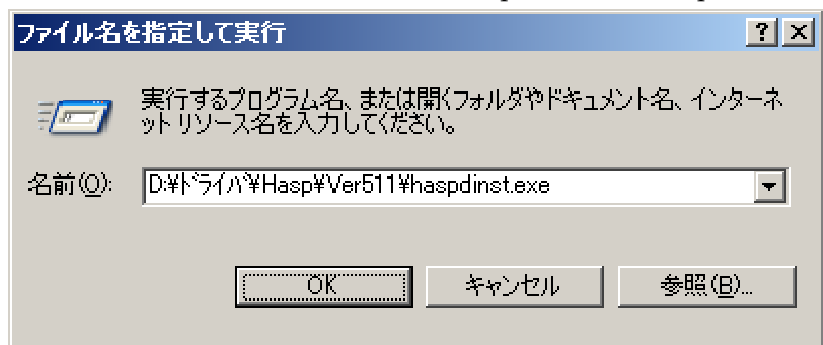 ファイル名を指定して実行
実行するプログラム名、または開くフォルダやドキュメント名、インターネ
ット リソース名を入力してください。
名前(O): D:¥ドライバ¥Hasp¥Ver511¥haspdinst.exe
OK キャンセル 参照(B)...